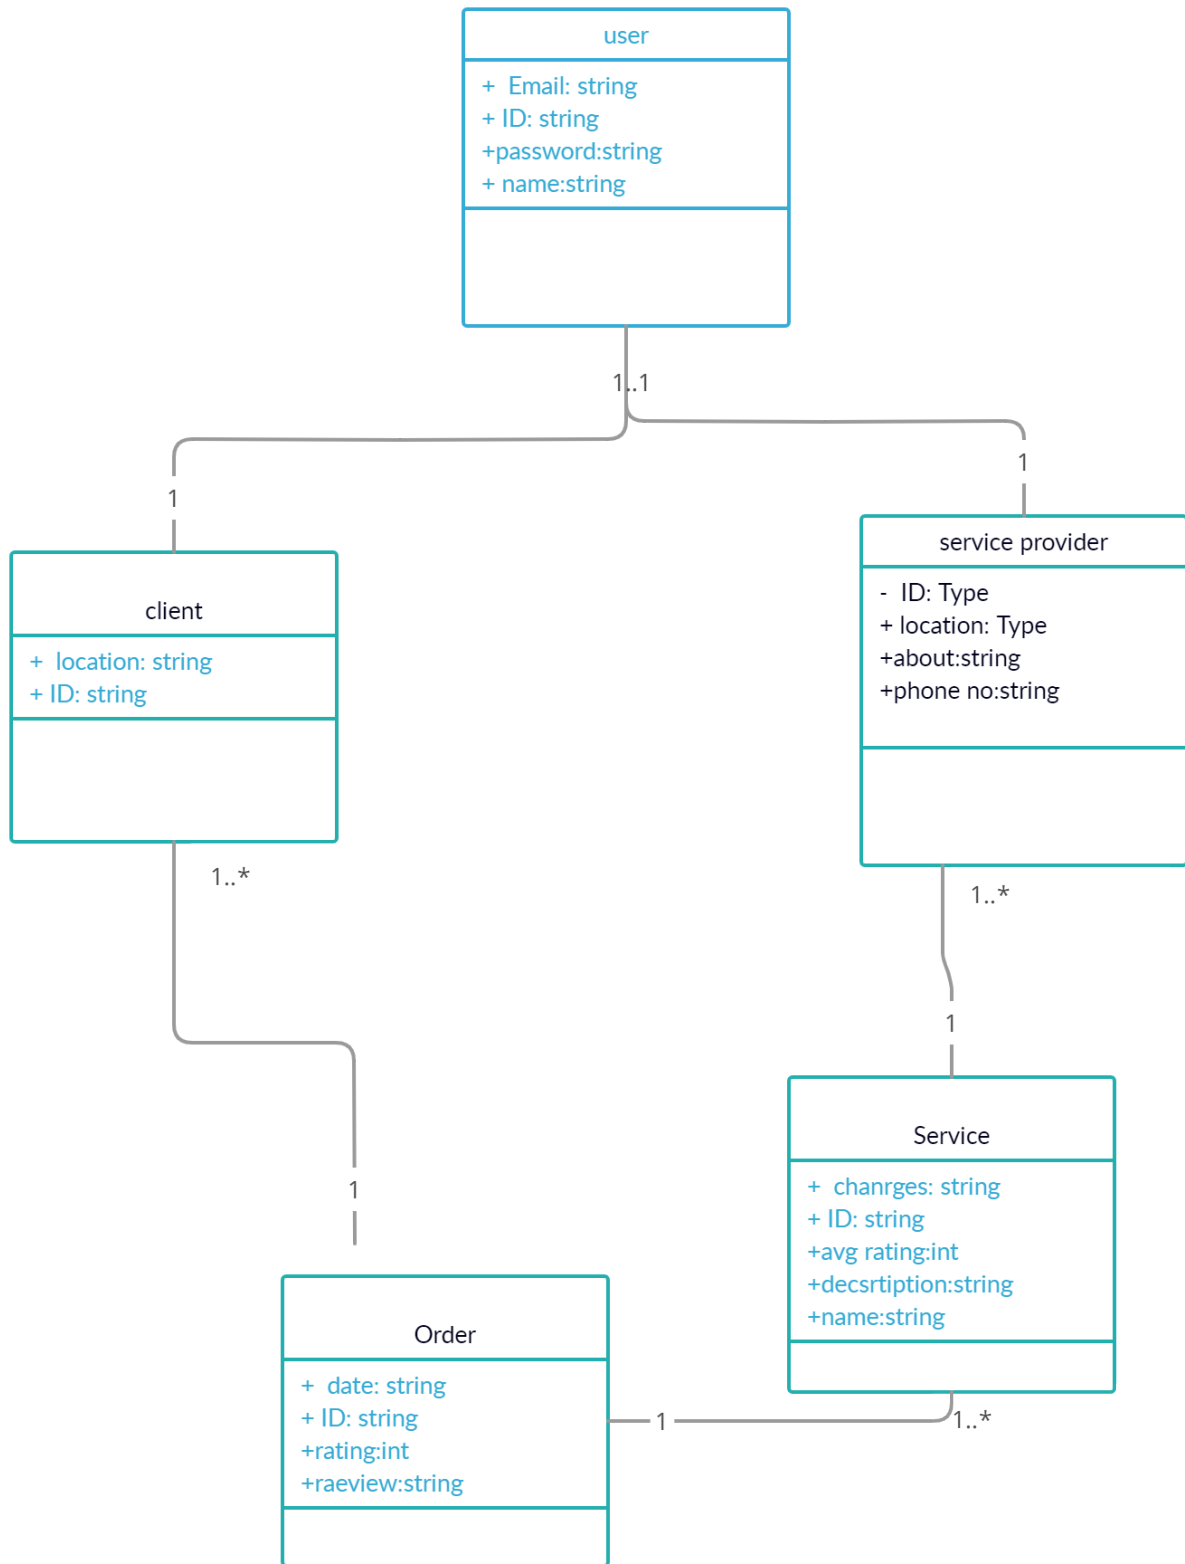 user
+  Email: string
+ ID: string
+password:string
+ name:string
1..1
1
1
service provider
-  ID: Type
+ location: Type
+about:string
+phone no:string
client
+  location: string
+ ID: string
1..*
1..*
1
Service
+  chanrges: string
+ ID: string
+avg rating:int
+decsrtiption:string
+name:string
1
Order
+  date: string
+ ID: string
+rating:int
+raeview:string
1
1..*